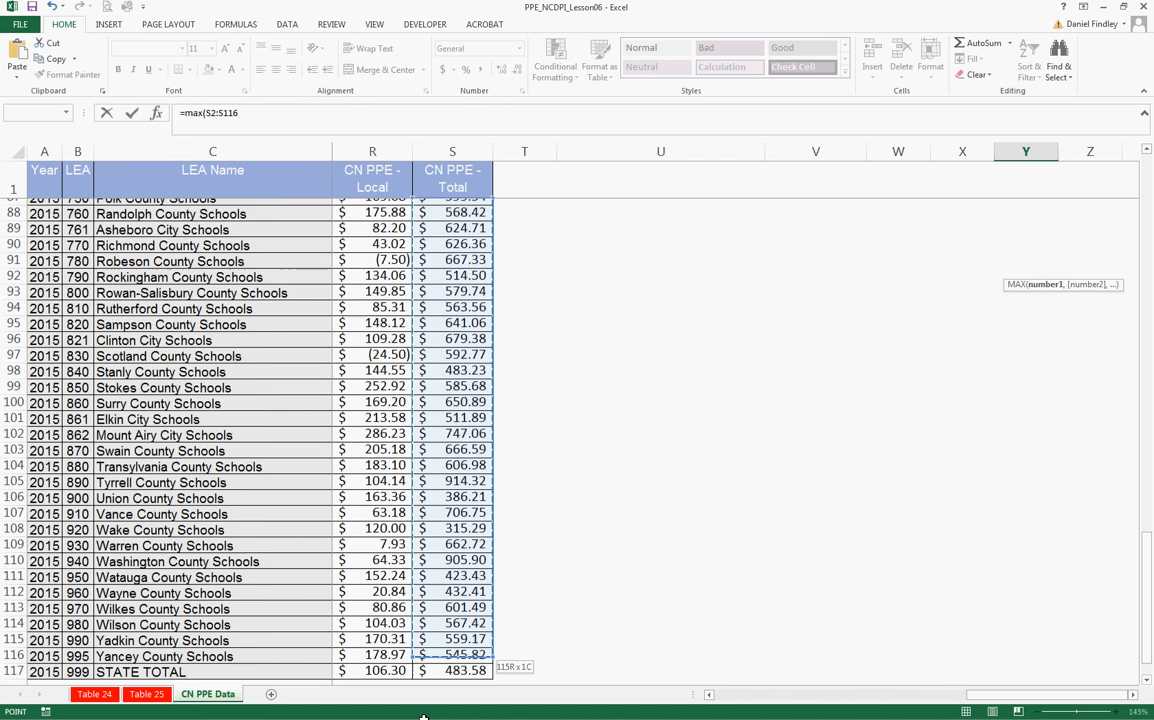 PPE_NCDPI_Lesson06 - Excel
FILE HOME INSERT PAGE LAYOUT FORMULAS DATA REVIEW VIEW DEVELOPER ACROBAT Daniel Findley
Paste Cut Copy Format Painter Clipboard
11 B I U Font
Wrap Text Merge & Center Alignment
General $ % , Number
Conditional Formatting Format as Table Normal Bad Good Neutral Calculation Check Cell Styles
Insert Delete Format Cells
AutoSum Fill Clear Sort & Filter Find & Select Editing
=max(S2:S116
A B C R S T U V W X Y Z
1 Year LEA LEA Name CN PPE - Local CN PPE - Total
88 2015 760 Randolph County Schools $ 175.88 $ 568.42
89 2015 761 Asheboro City Schools $ 82.20 $ 624.71
90 2015 770 Richmond County Schools $ 43.02 $ 626.36
91 2015 780 Robeson County Schools $ (7.50) $ 667.33
92 2015 790 Rockingham County Schools $ 134.06 $ 514.50
93 2015 800 Rowan-Salisbury County Schools $ 149.85 $ 579.74
MAX(number1, [number2], ...)
94 2015 810 Rutherford County Schools $ 85.31 $ 563.56
95 2015 820 Sampson County Schools $ 148.12 $ 641.06
96 2015 821 Clinton City Schools $ 109.28 $ 679.38
97 2015 830 Scotland County Schools $ (24.50) $ 592.77
98 2015 840 Stanly County Schools $ 144.55 $ 483.23
99 2015 850 Stokes County Schools $ 252.92 $ 585.68
100 2015 860 Surry County Schools $ 169.20 $ 650.89
101 2015 861 Elkin City Schools $ 213.58 $ 511.89
102 2015 862 Mount Airy City Schools $ 286.23 $ 747.06
103 2015 870 Swain County Schools $ 205.18 $ 666.59
104 2015 880 Transylvania County Schools $ 183.10 $ 606.98
105 2015 890 Tyrrell County Schools $ 104.14 $ 914.32
106 2015 900 Union County Schools $ 163.36 $ 386.21
107 2015 910 Vance County Schools $ 63.18 $ 706.75
108 2015 920 Wake County Schools $ 120.00 $ 315.29
109 2015 930 Warren County Schools $ 7.93 $ 662.72
110 2015 940 Washington County Schools $ 64.33 $ 905.90
111 2015 950 Watauga County Schools $ 152.24 $ 423.43
112 2015 960 Wayne County Schools $ 20.84 $ 432.41
113 2015 970 Wilkes County Schools $ 80.86 $ 601.49
114 2015 980 Wilson County Schools $ 104.03 $ 567.42
115 2015 990 Yadkin County Schools $ 170.31 $ 559.17
116 2015 995 Yancey County Schools $ 178.97 $ 545.82
115R x 1C
117 2015 999 STATE TOTAL $ 106.30 $ 483.58
Table 24 Table 25 CN PPE Data
POINT 145%